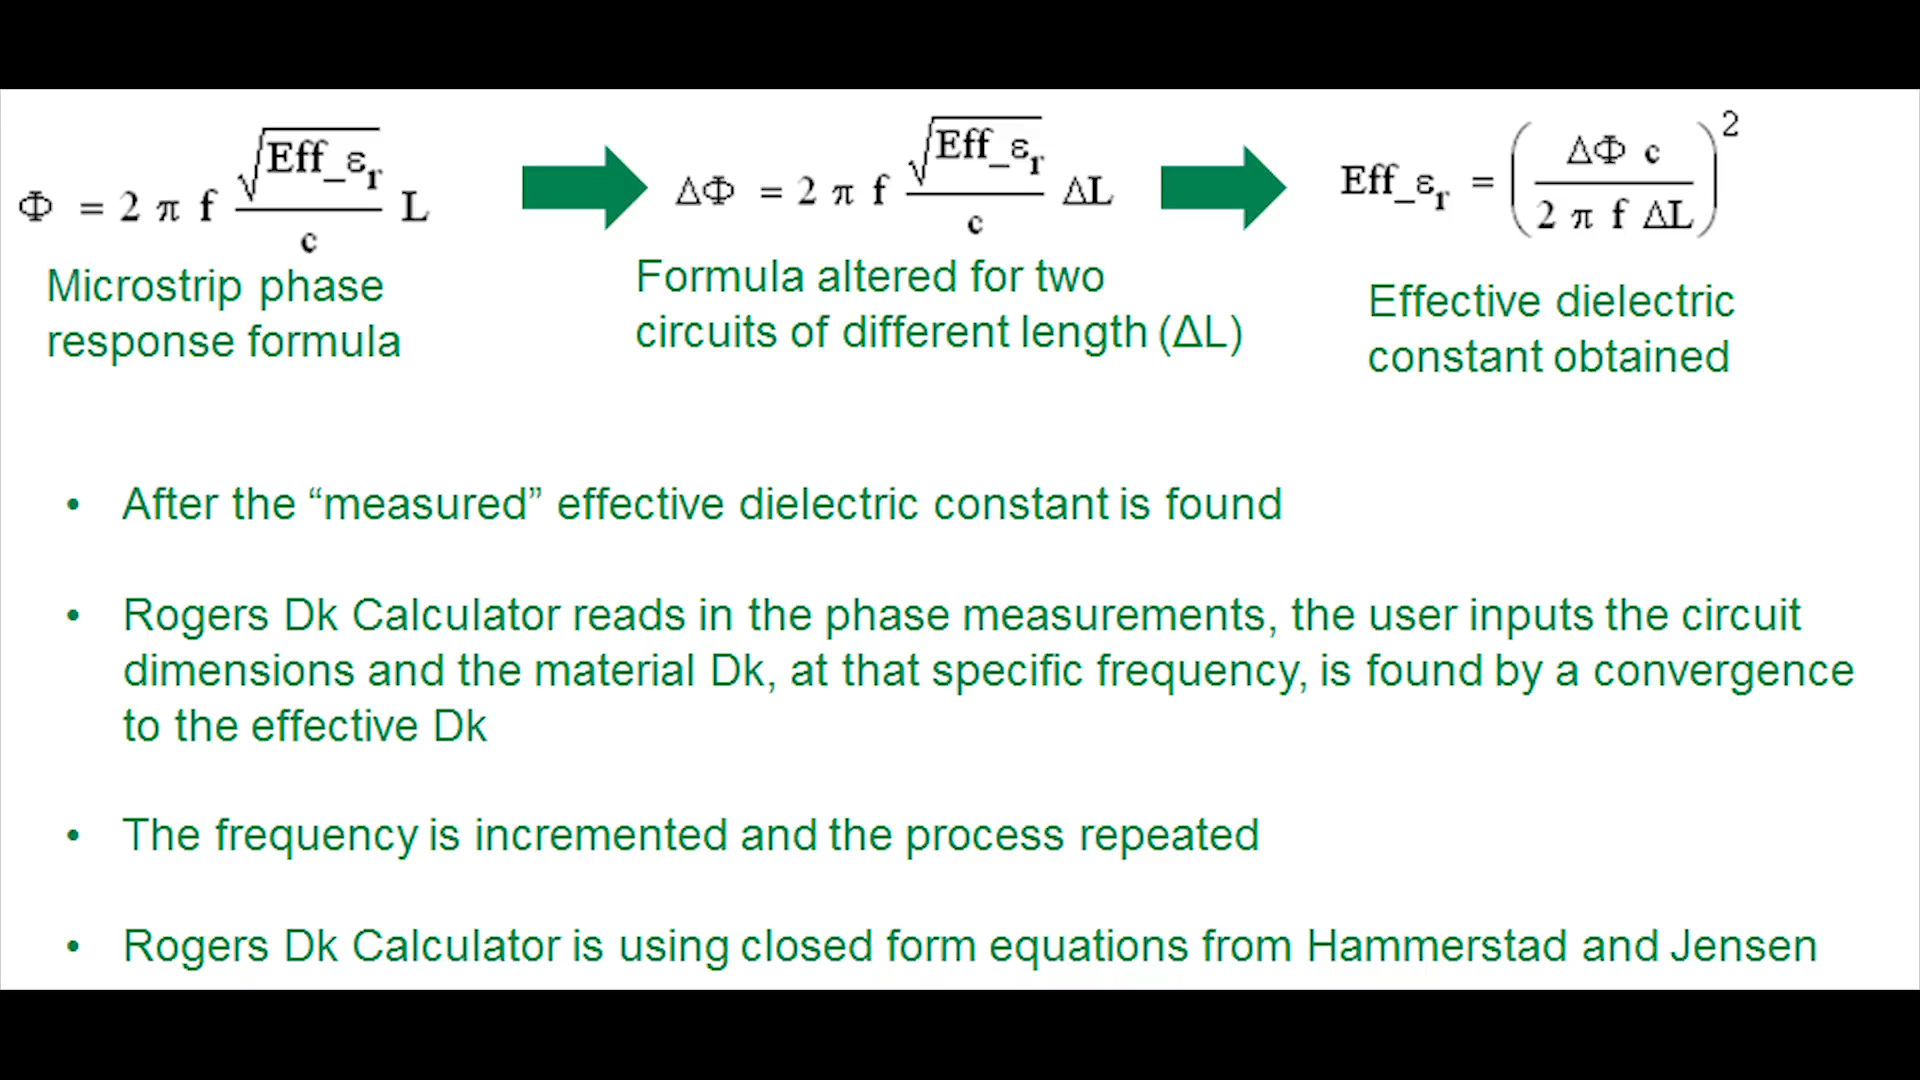 Φ = 2 π f √Eff_εr / c L
ΔΦ = 2 π f √Eff_εr / c ΔL
Eff_εr = (ΔΦ c / 2 π f ΔL)²
Microstrip phase
response formula
Formula altered for two
circuits of different length (ΔL)
Effective dielectric
constant obtained
• After the “measured” effective dielectric constant is found
• Rogers Dk Calculator reads in the phase measurements, the user inputs the circuit
dimensions and the material Dk, at that specific frequency, is found by a convergence
to the effective Dk
• The frequency is incremented and the process repeated
• Rogers Dk Calculator is using closed form equations from Hammerstad and Jensen